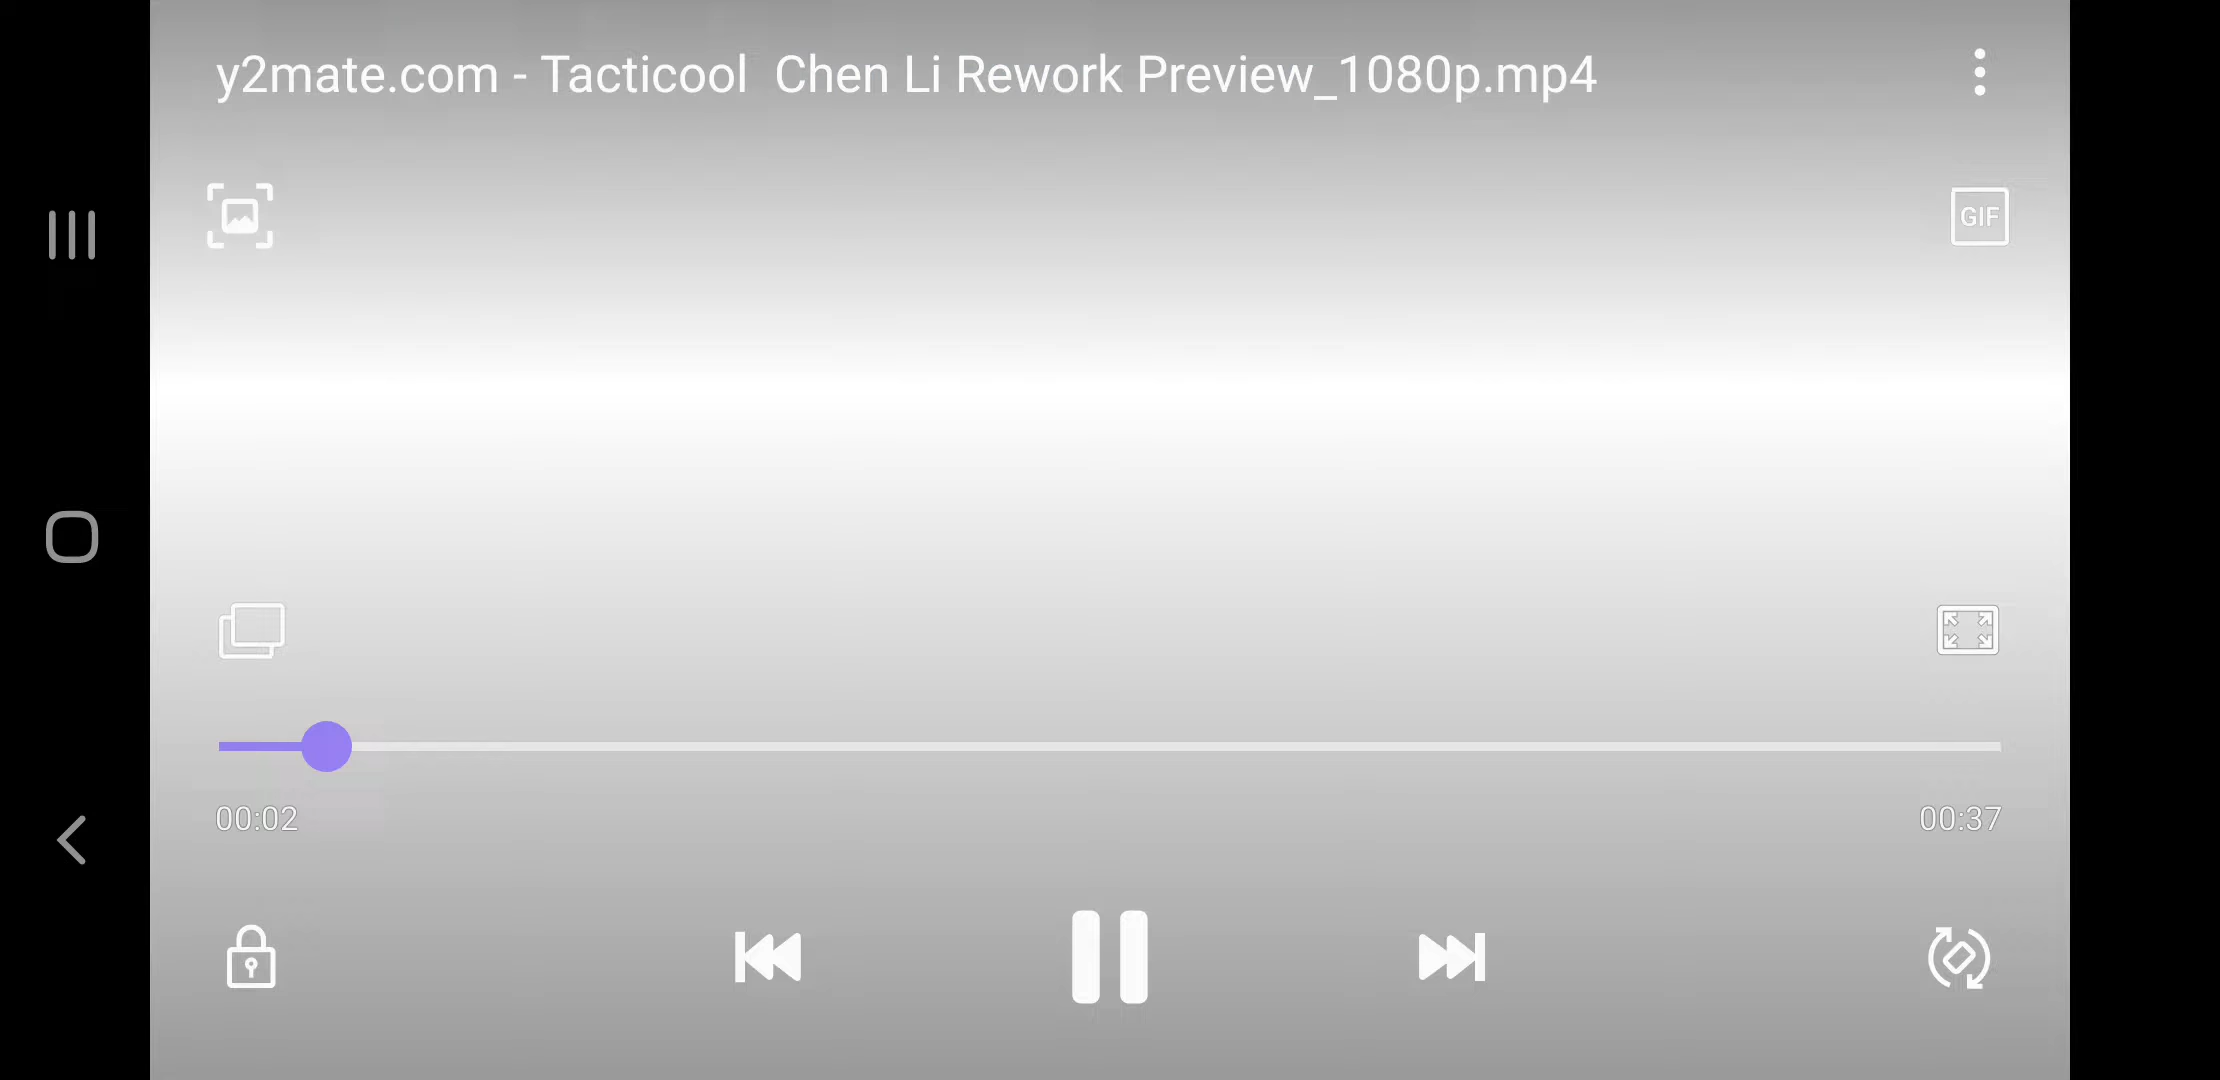 y2mate.com - Tacticool  Chen Li Rework Preview_1080p.mp4
GIF
00:02
00:37